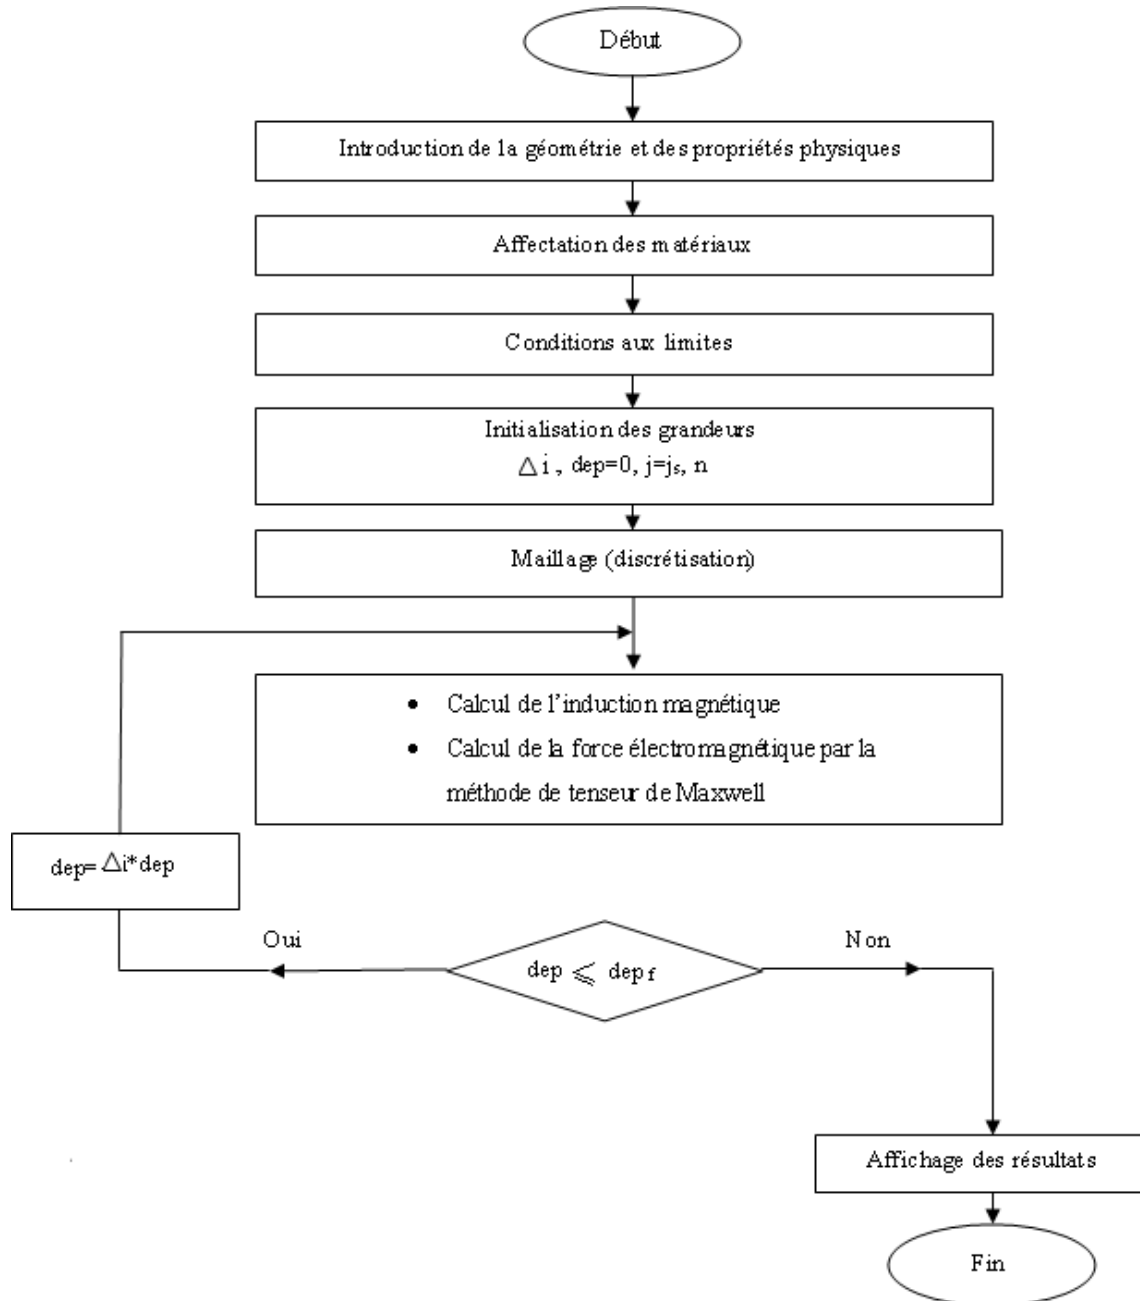 Début
Introduction de la géométrie et des propriétés physiques
Affectation des matériaux
Conditions aux limites
Initialisation des grandeurs
△ i , dep=0, j=jₛ, n
Maillage (discrétisation)
• Calcul de l'induction magnétique
• Calcul de la force électromagnétique par la
méthode de tenseur de Maxwell
dep=△i*dep
Oui
Non
dep ⩽ dep f
Affichage des résultats
Fin